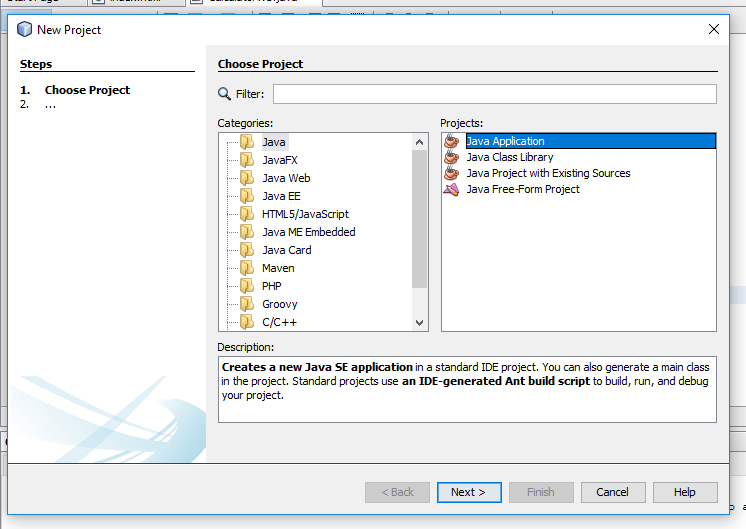 New Project
Steps
1. Choose Project
2. ...
Choose Project
Filter:
Categories:
Java
JavaFX
Java Web
Java EE
HTML5/JavaScript
Java ME Embedded
Java Card
Maven
PHP
Groovy
C/C++
Projects:
Java Application
Java Class Library
Java Project with Existing Sources
Java Free-Form Project
Description:
Creates a new Java SE application in a standard IDE project. You can also generate a main class
in the project. Standard projects use an IDE-generated Ant build script to build, run, and debug
your project.
< Back
Next >
Finish
Cancel
Help